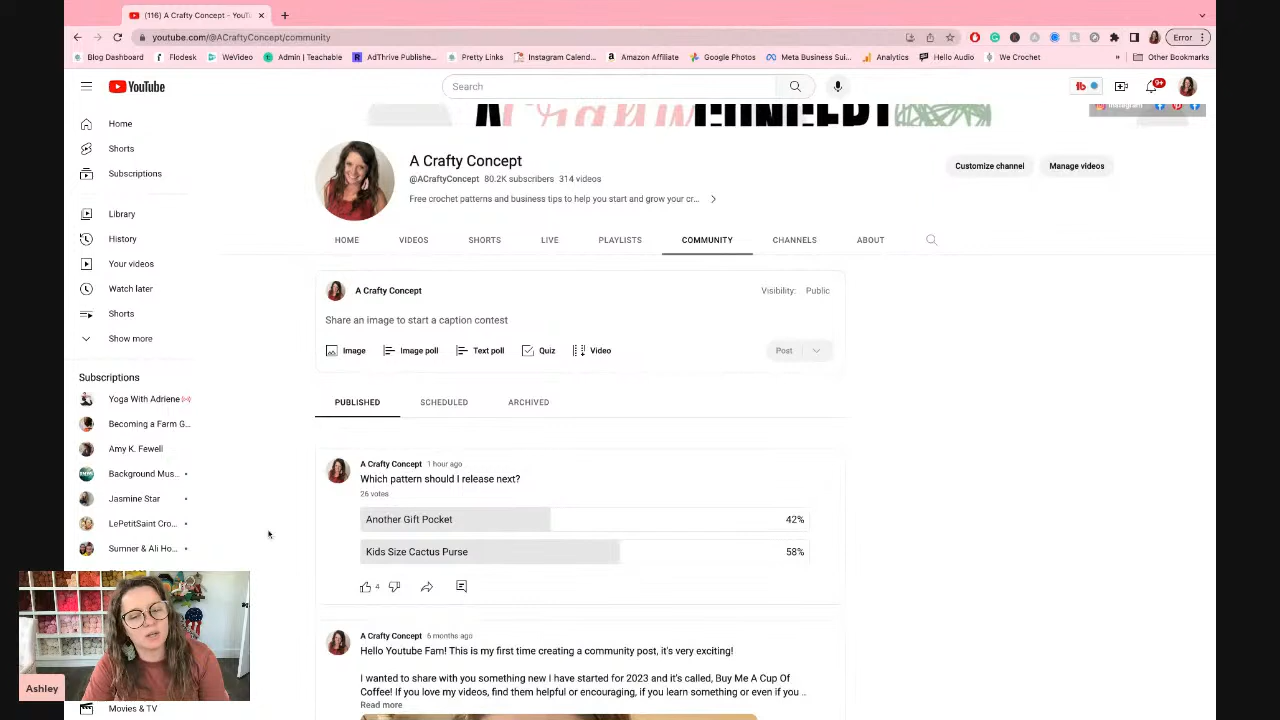 (116) A Crafty Concept - YouTu
youtube.com/@ACraftyConcept/community
Error
Blog Dashboard
Flodesk
WeVideo
Admin | Teachable
AdThrive Publishe...
Pretty Links
Instagram Calend...
Amazon Affiliate
Google Photos
Meta Business Sui...
Analytics
Hello Audio
We Crochet
»
Other Bookmarks
YouTube
Search
tb
9+
A CRAFTY CONCEPT
Instagram
Home
Shorts
Subscriptions
Library
History
Your videos
Watch later
Shorts
Show more
Subscriptions
Yoga With Adriene
Becoming a Farm G...
Amy K. Fewell
Background Mus...
Jasmine Star
LePetitSaint Cro...
Sumner & Ali Ho...
Movies & TV
A Crafty Concept
@ACraftyConcept 80.2K subscribers 314 videos
Free crochet patterns and business tips to help you start and grow your cr...
Customize channel
Manage videos
HOME VIDEOS SHORTS LIVE PLAYLISTS COMMUNITY CHANNELS ABOUT
A Crafty Concept
Visibility: Public
Share an image to start a caption contest
Image Image poll Text poll Quiz Video
Post
PUBLISHED SCHEDULED ARCHIVED
A Crafty Concept 1 hour ago
Which pattern should I release next?
26 votes
Another Gift Pocket 42%
Kids Size Cactus Purse 58%
4
A Crafty Concept 6 months ago
Hello Youtube Fam! This is my first time creating a community post, it's very exciting!
I wanted to share with you something new I have started for 2023 and it's called, Buy Me A Cup Of
Coffee! If you love my videos, find them helpful or encouraging, if you learn something or even if you ..
Read more
Ashley